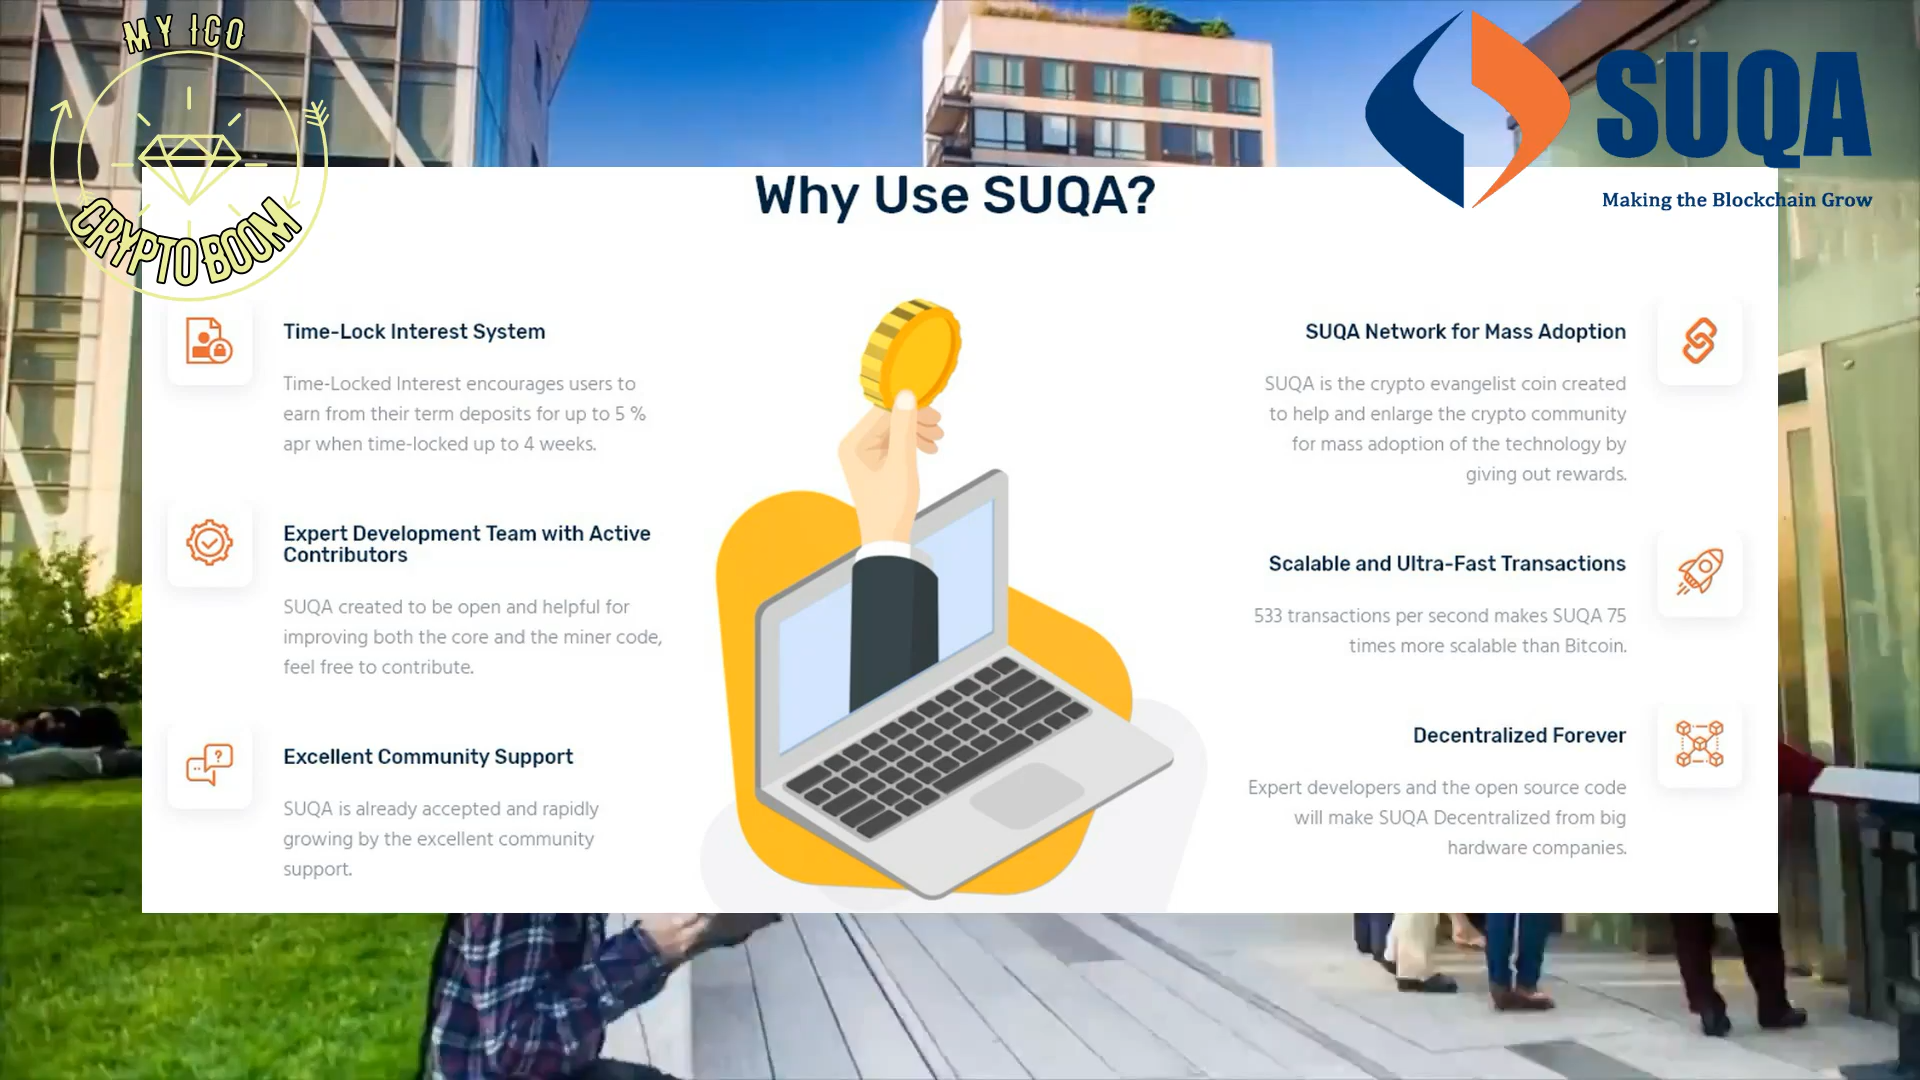 MY ICO
CRYPTO BOOM
SUQA
Making the Blockchain Grow
Why Use SUQA?
Time-Lock Interest System
Time-Locked Interest encourages users to
earn from their term deposits for up to 5 %
apr when time-locked up to 4 weeks.
Expert Development Team with Active
Contributors
SUQA created to be open and helpful for
improving both the core and the miner code,
feel free to contribute.
?
Excellent Community Support
SUQA is already accepted and rapidly
growing by the excellent community
support.
SUQA Network for Mass Adoption
SUQA is the crypto evangelist coin created
to help and enlarge the crypto community
for mass adoption of the technology by
giving out rewards.
Scalable and Ultra-Fast Transactions
533 transactions per second makes SUQA 75
times more scalable than Bitcoin.
Decentralized Forever
Expert developers and the open source code
will make SUQA Decentralized from big
hardware companies.